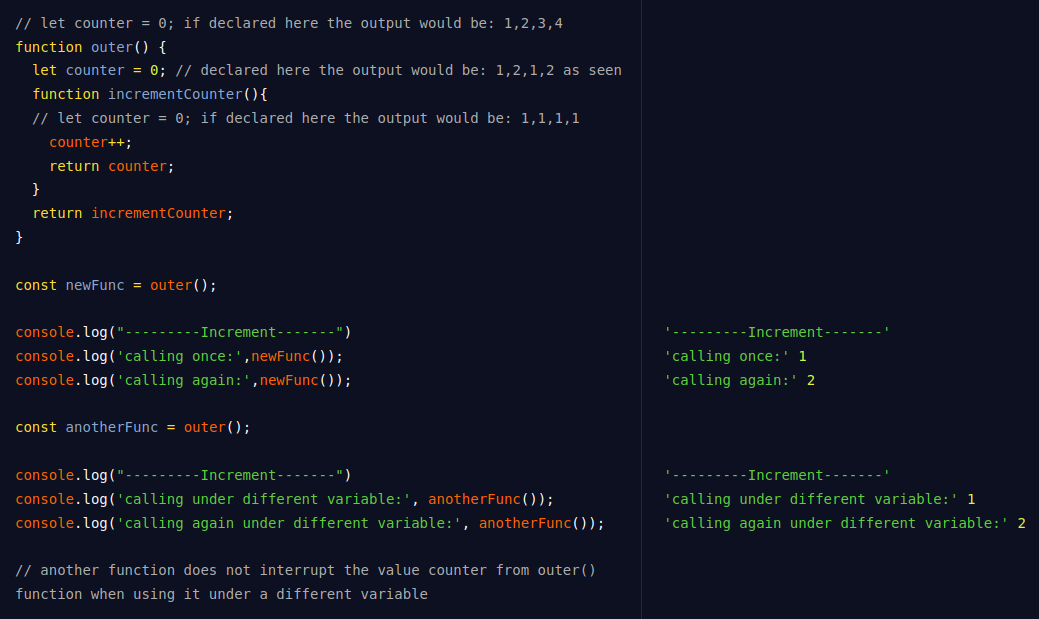 // let counter = 0; if declared here the output would be: 1,2,3,4
function outer() {
  let counter = 0; // declared here the output would be: 1,2,1,2 as seen
  function incrementCounter(){
  // let counter = 0; if declared here the output would be: 1,1,1,1
    counter++;
    return counter;
  }
  return incrementCounter;
}

const newFunc = outer();

console.log("---------Increment-------") '---------Increment-------'
console.log('calling once:',newFunc()); 'calling once:' 1
console.log('calling again:',newFunc()); 'calling again:' 2

const anotherFunc = outer();

console.log("---------Increment-------") '---------Increment-------'
console.log('calling under different variable:', anotherFunc()); 'calling under different variable:' 1
console.log('calling again under different variable:', anotherFunc()); 'calling again under different variable:' 2

// another function does not interrupt the value counter from outer()
function when using it under a different variable